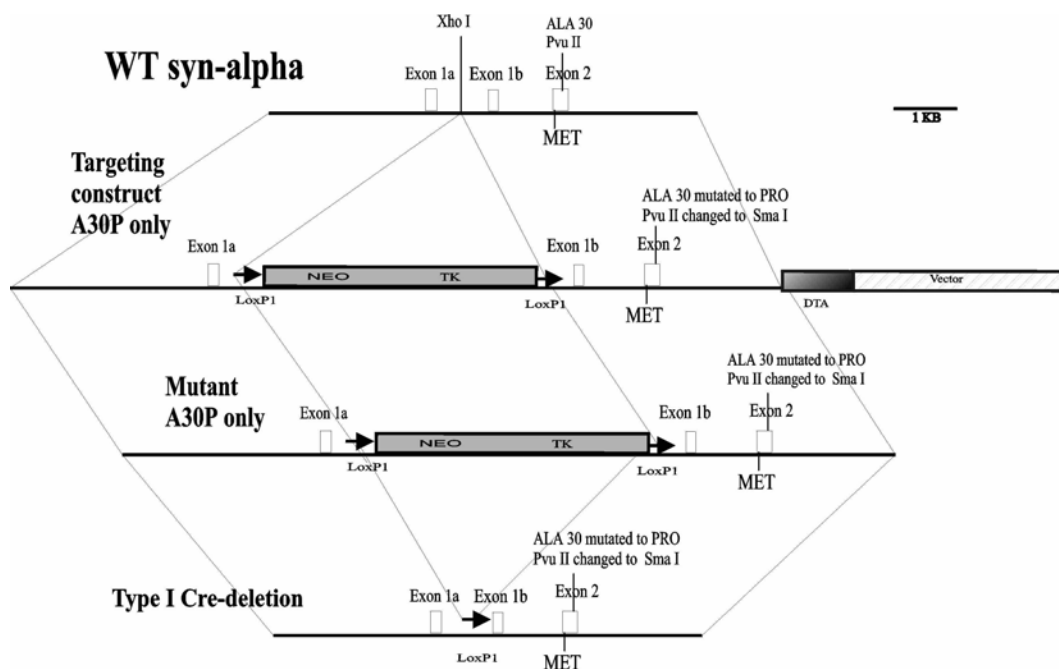 Xho I
ALA 30
Pvu II
WT syn-alpha
Exon 1a
Exon 1b
Exon 2
MET
1 KB
Targeting
construct
A30P only
ALA 30 mutated to PRO
Pvu II changed to Sma I
Exon 1a
Exon 1b
Exon 2
NEO
TK
LoxP1
LoxP1
MET
DTA
Vector
Mutant
A30P only
ALA 30 mutated to PRO
Pvu II changed to Sma I
Exon 1a
Exon 1b
Exon 2
NEO
TK
LoxP1
LoxP1
MET
ALA 30 mutated to PRO
Pvu II changed to Sma I
Type I Cre-deletion
Exon 1a
Exon 1b
Exon 2
LoxP1
MET